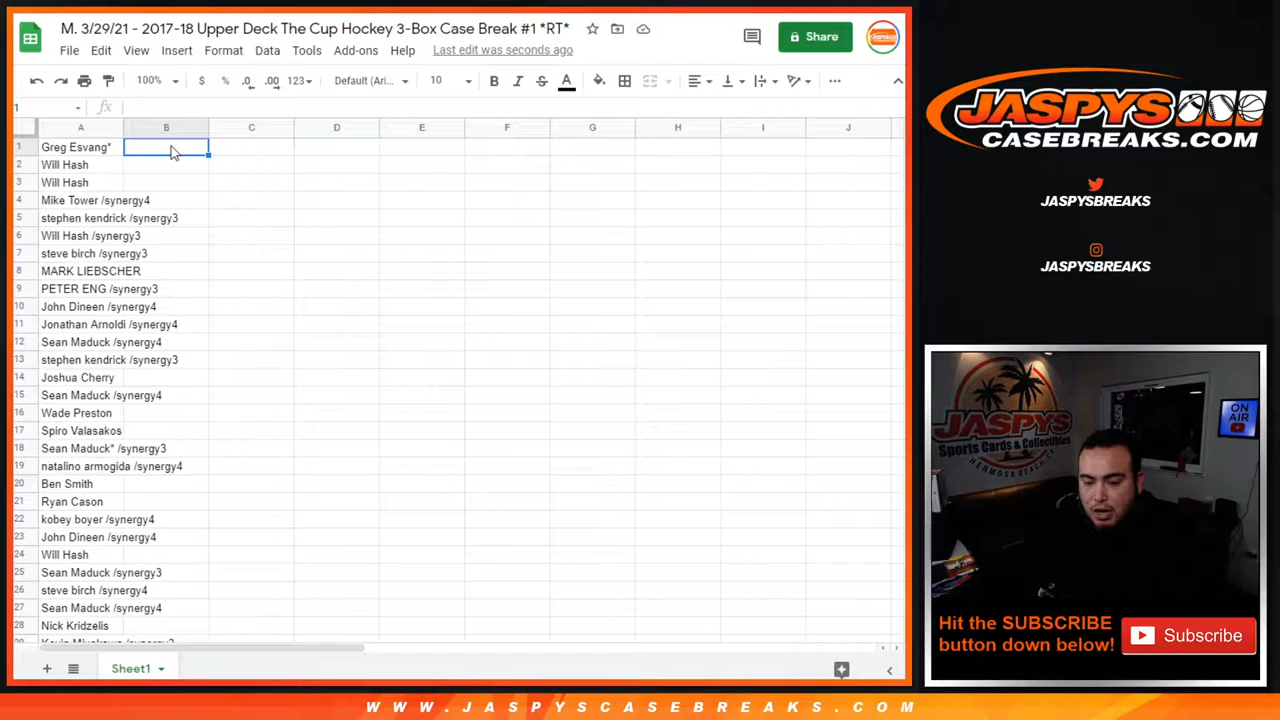 M. 3/29/21 - 2017-18 Upper Deck The Cup Hockey 3-Box Case Break #1 *RT*
File Edit View Insert Format Data Tools Add-ons Help Last edit was seconds ago
Share
100% $ % .0 .00 123 Default (Ari... 10 B I S A
1 fx
A B C D E F G H I J
1 Greg Esvang*
2 Will Hash
3 Will Hash
4 Mike Tower /synergy4
5 stephen kendrick /synergy3
6 Will Hash /synergy3
7 steve birch /synergy3
8 MARK LIEBSCHER
9 PETER ENG /synergy3
10 John Dineen /synergy4
11 Jonathan Arnoldi /synergy4
12 Sean Maduck /synergy4
13 stephen kendrick /synergy3
14 Joshua Cherry
15 Sean Maduck /synergy4
16 Wade Preston
17 Spiro Valasakos
18 Sean Maduck* /synergy3
19 natalino armogida /synergy4
20 Ben Smith
21 Ryan Cason
22 kobey boyer /synergy4
23 John Dineen /synergy4
24 Will Hash
25 Sean Maduck /synergy3
26 steve birch /synergy4
27 Sean Maduck /synergy4
28 Nick Kridzelis
Sheet1
JASPYS
CASEBREAKS.COM
JASPYSBREAKS
JASPYSBREAKS
JASPYS
Sports Cards & Collectibles
HERMOSA BEACH CA
ON
AIR
Hit the SUBSCRIBE
button down below!
Subscribe
WWW.JASPYSCASEBREAKS.COM